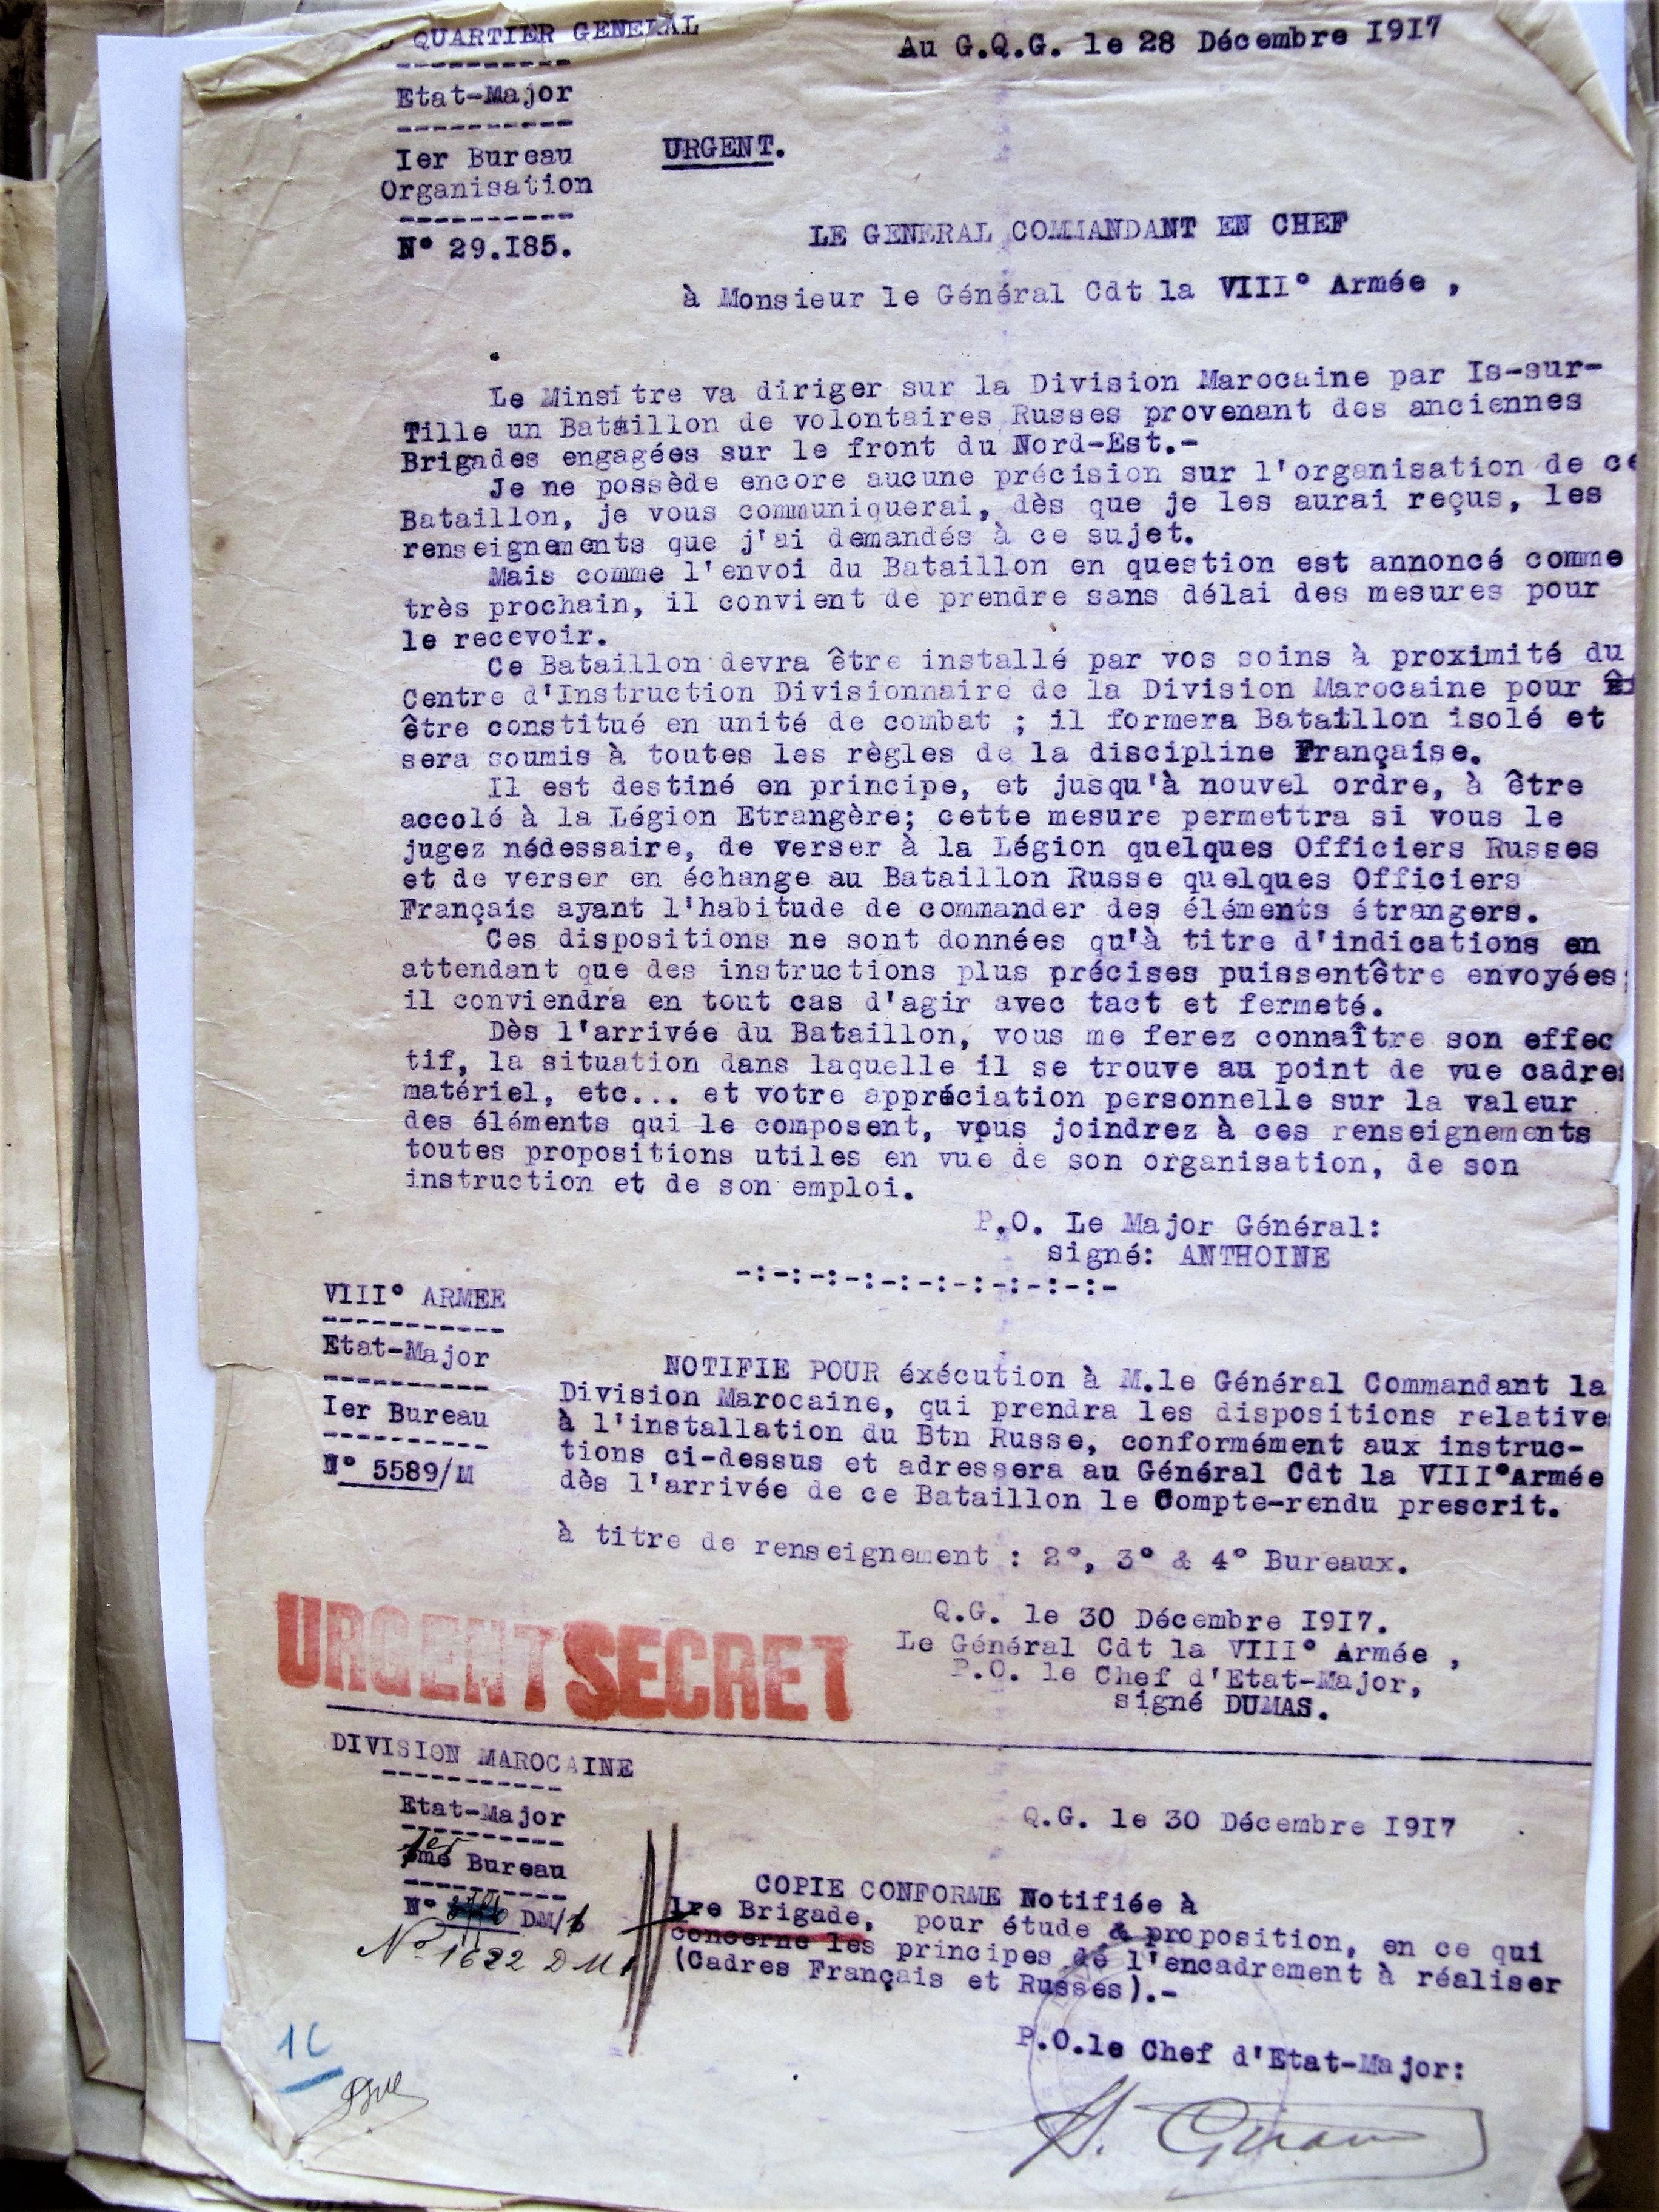 QUARTIER GENERAL
Au G.Q.G. le 28 Décembre 1917
Etat-Major
Ier Bureau
Organisation
N° 29.185.
URGENT.
LE GENERAL COMMANDANT EN CHEF
à Monsieur le Général Cdt la VIII° Armée ,
Le Minsitre va diriger sur la Division Marocaine par Is-sur-
Tille un Bataillon de volontaires Russes provenant des anciennes
Brigades engagées sur le front du Nord-Est.-
Je ne possède encore aucune précision sur l'organisation de ce
Bataillon, je vous communiquerai, dès que je les aurai reçus, les
renseignements que j'ai demandés à ce sujet.
Mais comme l'envoi du Bataillon en question est annoncé comme
très prochain, il convient de prendre sans délai des mesures pour
le recevoir.
Ce Bataillon devra être installé par vos soins à proximité du
Centre d'Instruction Divisionnaire de la Division Marocaine pour
être constitué en unité de combat ; il formera Bataillon isolé et
sera soumis à toutes les règles de la discipline Française.
Il est destiné en principe, et jusqu'à nouvel ordre, à être
accolé à la Légion Etrangère; cette mesure permettra si vous le
jugez nédessaire, de verser à la Légion quelques Officiers Russes
et de verser en échange au Bataillon Russe quelques Officiers
Français ayant l'habitude de commander des éléments étrangers.
Ces dispositions ne sont données qu'à titre d'indications en
attendant que des instructions plus précises puissentêtre envoyées;
il conviendra en tout cas d'agir avec tact et fermeté.
Dès l'arrivée du Bataillon, vous me ferez connaître son effec
tif, la situation dans laquelle il se trouve au point de vue cadres
matériel, etc... et votre appréciation personnelle sur la valeur
des éléments qui le composent, vous joindrez à ces renseignements
toutes propositions utiles en vue de son organisation, de son
instruction et de son emploi.
P.O. Le Major Général:
signé: ANTHOINE
-:-:-:-:-:-:-:-:-:-:-
VIII° ARMEE
Etat-Major
Ier Bureau
N° 5589/M
NOTIFIE POUR éxécution à M.le Général Commandant la
Division Marocaine, qui prendra les dispositions relatives
à l'installation du Btn Russe, conformément aux instruc-
tions ci-dessus et adressera au Général Cdt la VIII°Armée
dès l'arrivée de ce Bataillon le Compte-rendu prescrit.
à titre de renseignement : 2°, 3° & 4° Bureaux.
URGENT SECRET
Q.G. le 30 Décembre 1917.
Le Général Cdt la VIII° Armée ,
P.O. le Chef d'Etat-Major,
signé DUMAS.
DIVISION MAROCAINE
Etat-Major
1er Bureau
N° DM/1
N° 1622 DM1
Q.G. le 30 Décembre 1917
COPIE CONFORME Notifiée à
1re Brigade, pour étude & proposition, en ce qui
concerne les principes de l'encadrement à réaliser
(Cadres Français et Russes).-
P.O.le Chef d'Etat-Major: